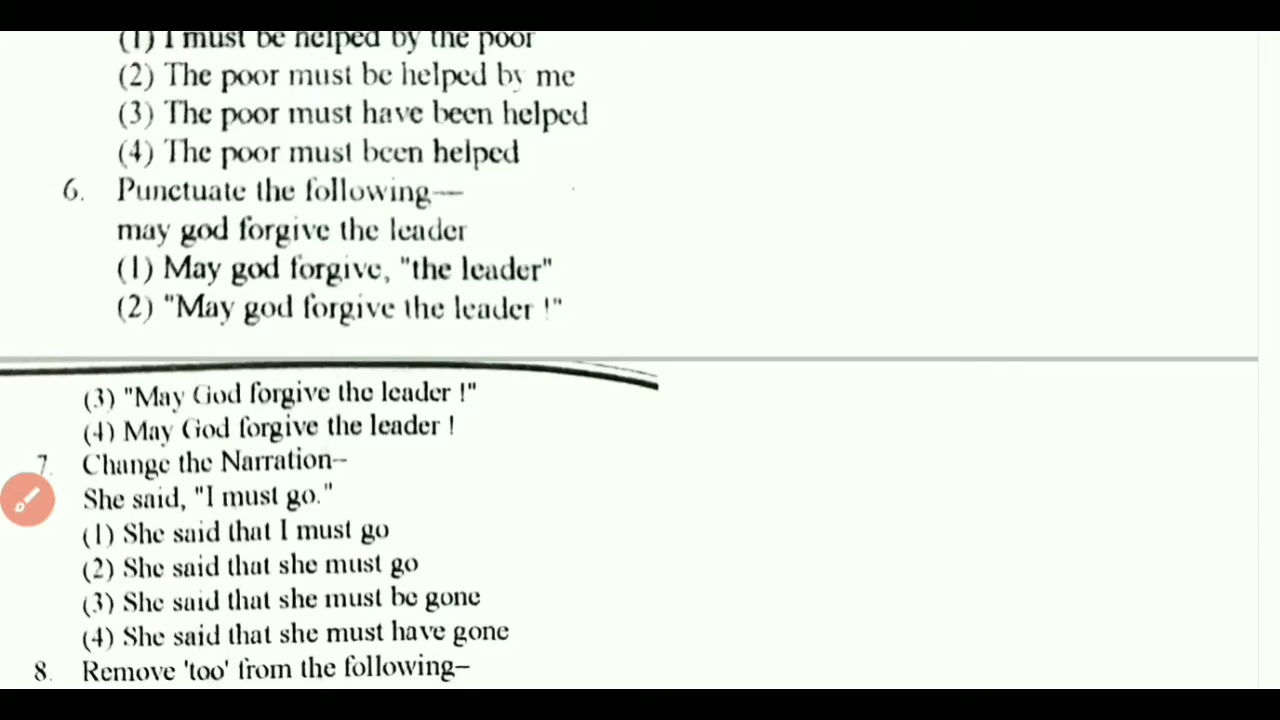 (1) I must be helped by the poor
(2) The poor must be helped by me
(3) The poor must have been helped
(4) The poor must been helped
6. Punctuate the following—
may god forgive the leader
(1) May god forgive, "the leader"
(2) "May god forgive the leader !"
(3) "May God forgive the leader !"
(4) May God forgive the leader !
7. Change the Narration–
She said, "I must go."
(1) She said that I must go
(2) She said that she must go
(3) She said that she must be gone
(4) She said that she must have gone
8. Remove 'too' from the following–